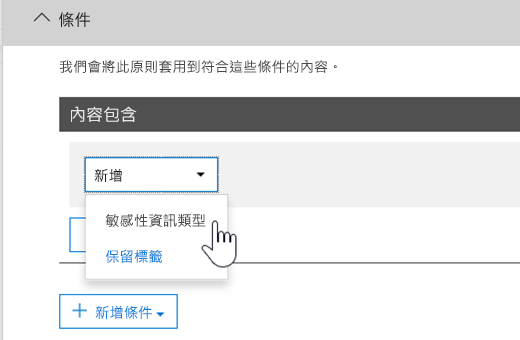 條件
我們會將此原則套用到符合這些條件的內容。
內容包含
新增
敏感性資訊類型
保留標籤
新增條件